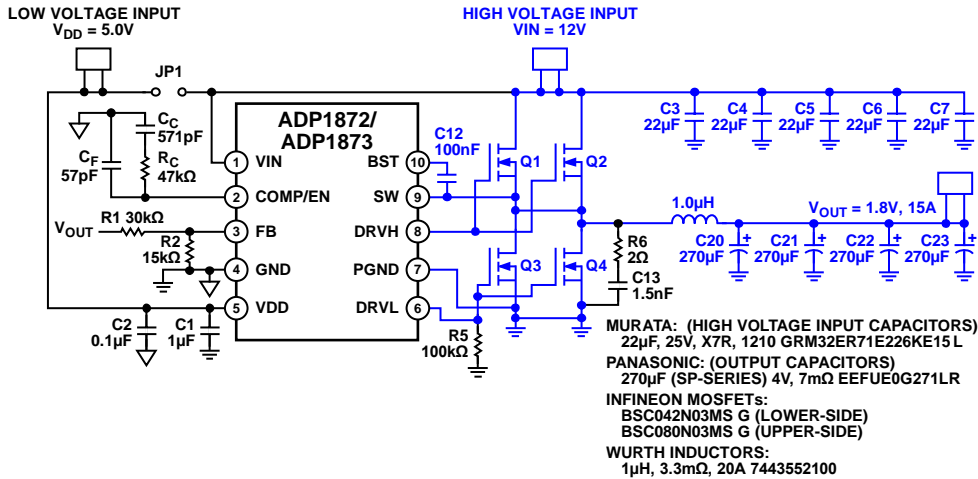 LOW VOLTAGE INPUT
V_DD = 5.0V
HIGH VOLTAGE INPUT
VIN = 12V
JP1
C_C
571pF
C_F
57pF
R_C
47kΩ
ADP1872/
ADP1873
1 VIN
2 COMP/EN
3 FB
4 GND
5 VDD
BST 10
SW 9
DRVH 8
PGND 7
DRVL 6
C12
100nF
Q1
Q2
Q3
Q4
C3
22µF
C4
22µF
C5
22µF
C6
22µF
C7
22µF
V_OUT
R1 30kΩ
R2
15kΩ
C2
0.1µF
C1
1µF
R5
100kΩ
R6
2Ω
C13
1.5nF
1.0µH
V_OUT = 1.8V, 15A
C20
270µF
+
C21
270µF
+
C22
270µF
+
C23
270µF
+
MURATA: (HIGH VOLTAGE INPUT CAPACITORS)
22µF, 25V, X7R, 1210 GRM32ER71E226KE15L
PANASONIC: (OUTPUT CAPACITORS)
270µF (SP-SERIES) 4V, 7mΩ EEFUE0G271LR
INFINEON MOSFETs:
BSC042N03MS G (LOWER-SIDE)
BSC080N03MS G (UPPER-SIDE)
WURTH INDUCTORS:
1µH, 3.3mΩ, 20A 7443552100